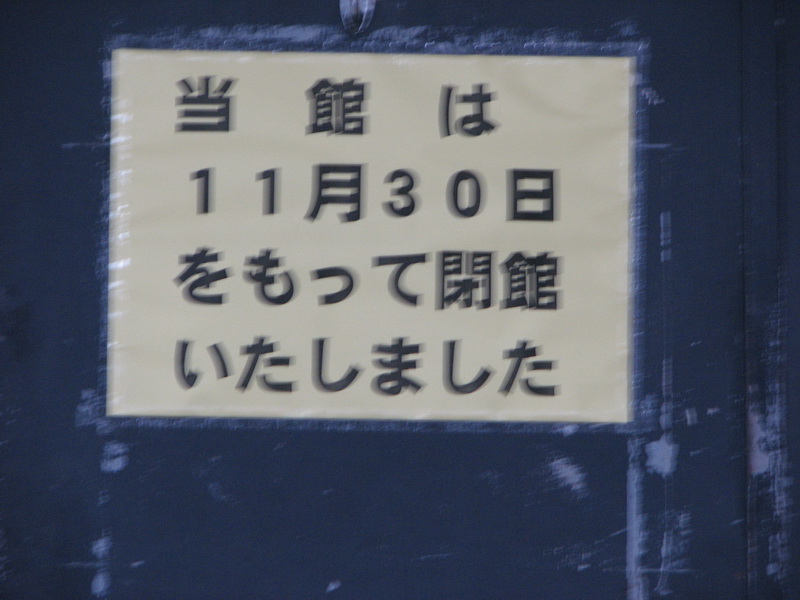 当館は
11月30日
をもって閉館
いたしました